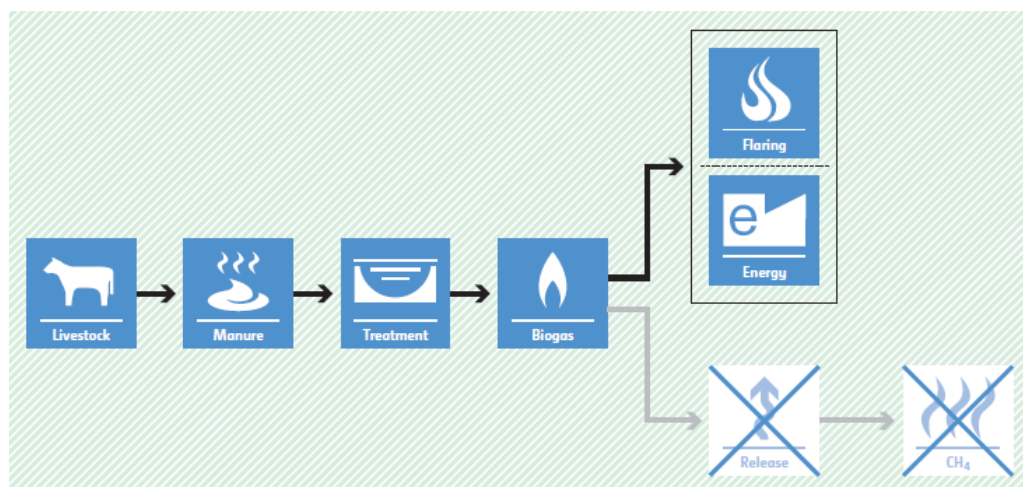 Flaring
e
Energy
Livestock
Manure
Treatment
Biogas
Release
CH₄